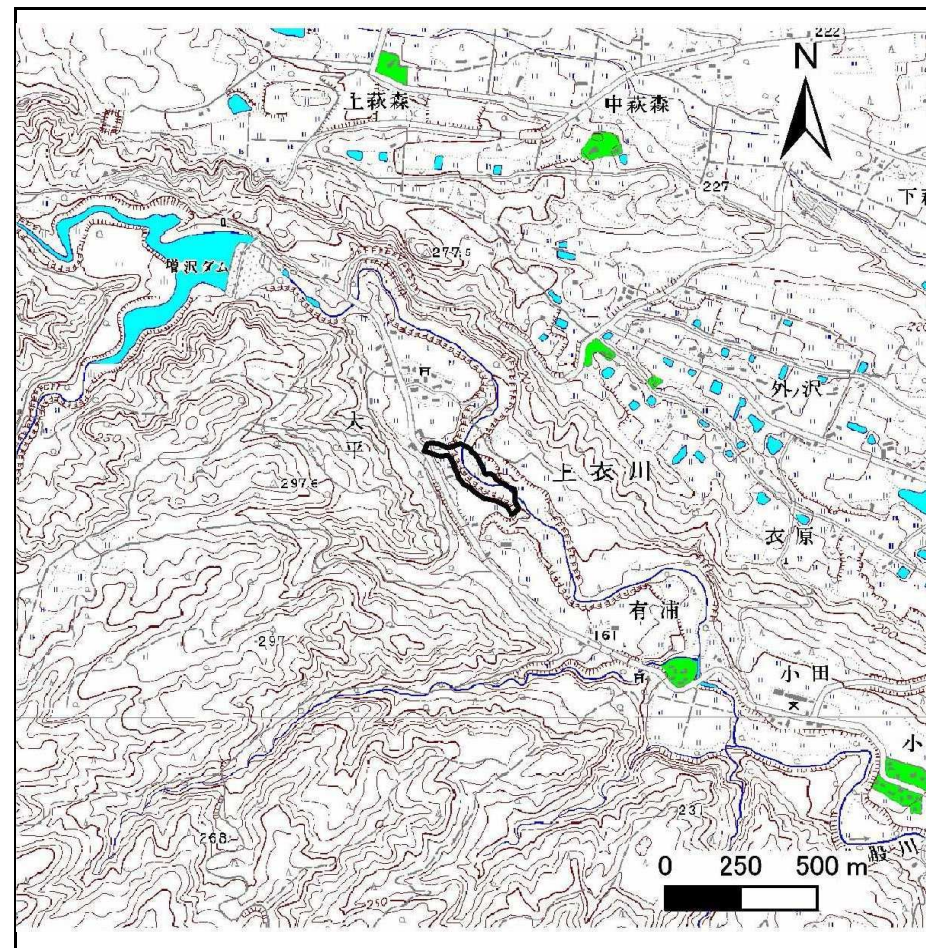 222
N
上萩森
中萩森
227
下萩
277.5
増沢ダム
外ノ沢
大平
上衣川
297.6
衣原
有浦
297
161
小田
小
268
23
股川
250
0 250 500 m